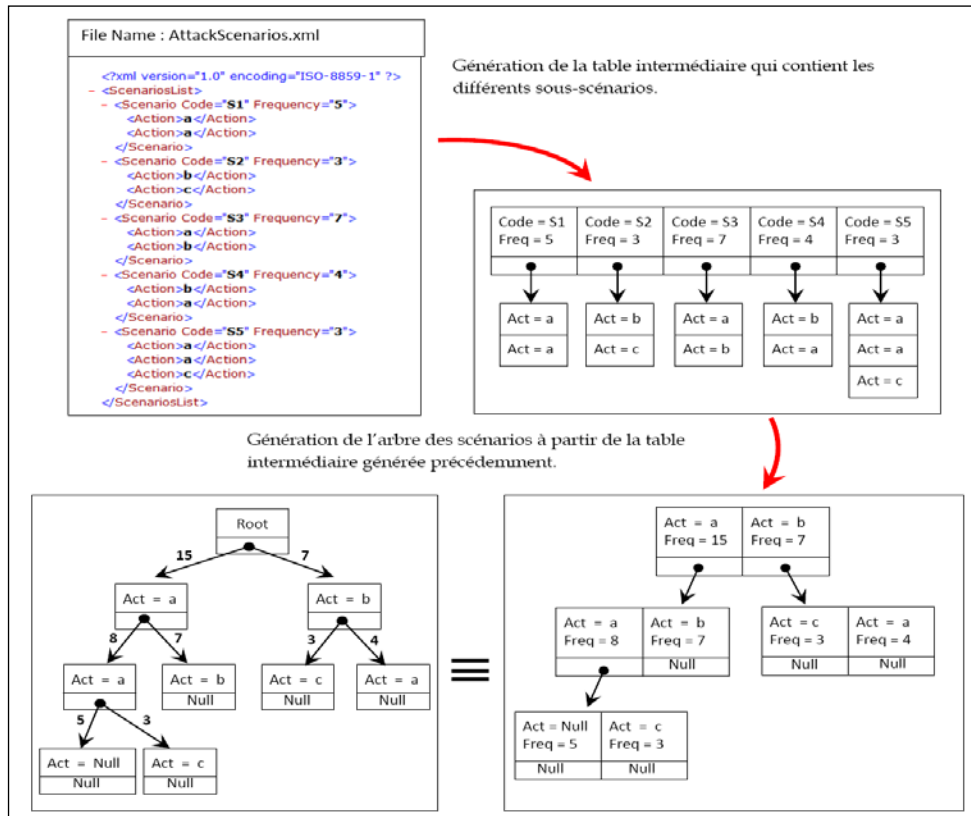 File Name : AttackScenarios.xml
<?xml version="1.0" encoding="ISO-8859-1" ?>
- <ScenariosList>
- <Scenario Code="S1" Frequency="5">
<Action>a</Action>
<Action>a</Action>
</Scenario>
- <Scenario Code="S2" Frequency="3">
<Action>b</Action>
<Action>c</Action>
</Scenario>
- <Scenario Code="S3" Frequency="7">
<Action>a</Action>
<Action>b</Action>
</Scenario>
- <Scenario Code="S4" Frequency="4">
<Action>b</Action>
<Action>a</Action>
</Scenario>
- <Scenario Code="S5" Frequency="3">
<Action>a</Action>
<Action>a</Action>
<Action>c</Action>
</Scenario>
</ScenariosList>
Génération de la table intermédiaire qui contient les
différents sous-scénarios.
Code = S1 Code = S2 Code = S3 Code = S4 Code = S5
Freq = 5 Freq = 3 Freq = 7 Freq = 4 Freq = 3
Act = a Act = b Act = a Act = b Act = a
Act = a Act = c Act = b Act = a Act = a
Act = c
Génération de l'arbre des scénarios à partir de la table
intermédiaire générée précédemment.
Root
15 7
Act = a Act = b
8 7 3 4
Act = a Act = b Act = c Act = a
Null Null Null
5 3
Act = Null Act = c
Null Null
≡
Act = a Act = b
Freq = 15 Freq = 7
Act = a Act = b Act = c Act = a
Freq = 8 Freq = 7 Freq = 3 Freq = 4
Null Null Null
Act = Null Act = c
Freq = 5 Freq = 3
Null Null